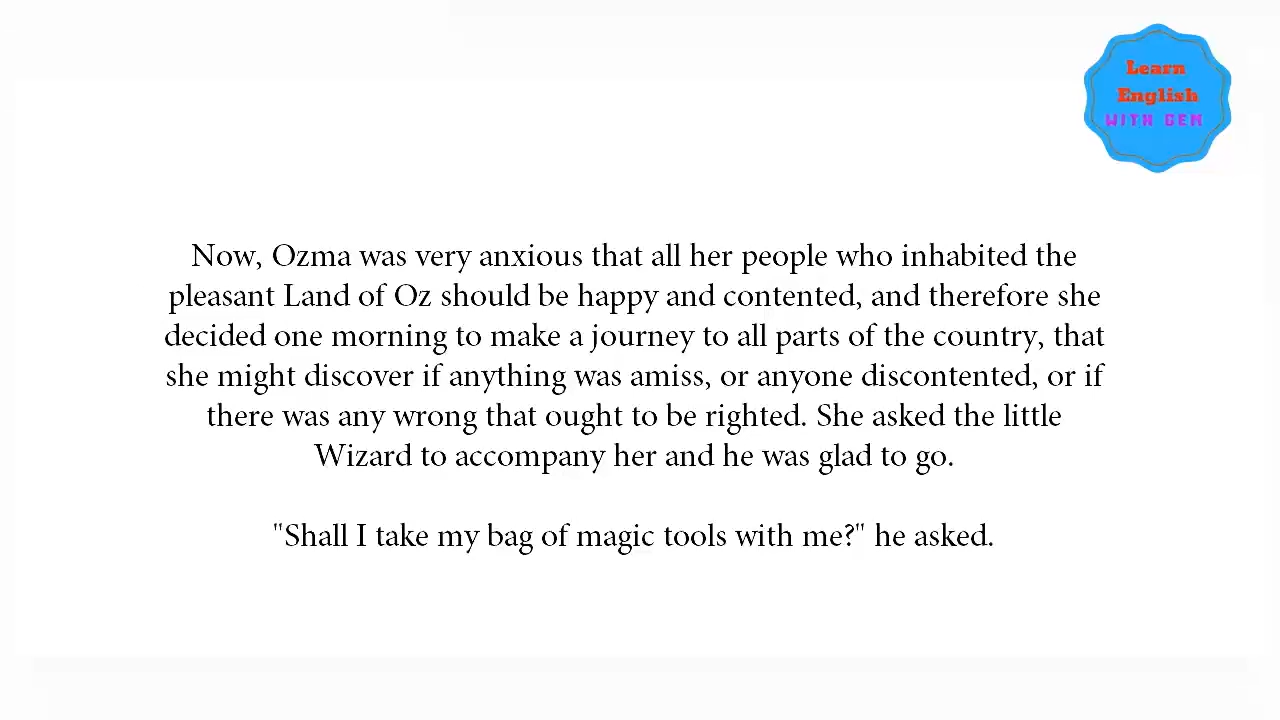 Learn
English
WITH GEM
Now, Ozma was very anxious that all her people who inhabited the
pleasant Land of Oz should be happy and contented, and therefore she
decided one morning to make a journey to all parts of the country, that
she might discover if anything was amiss, or anyone discontented, or if
there was any wrong that ought to be righted. She asked the little
Wizard to accompany her and he was glad to go.
"Shall I take my bag of magic tools with me?" he asked.